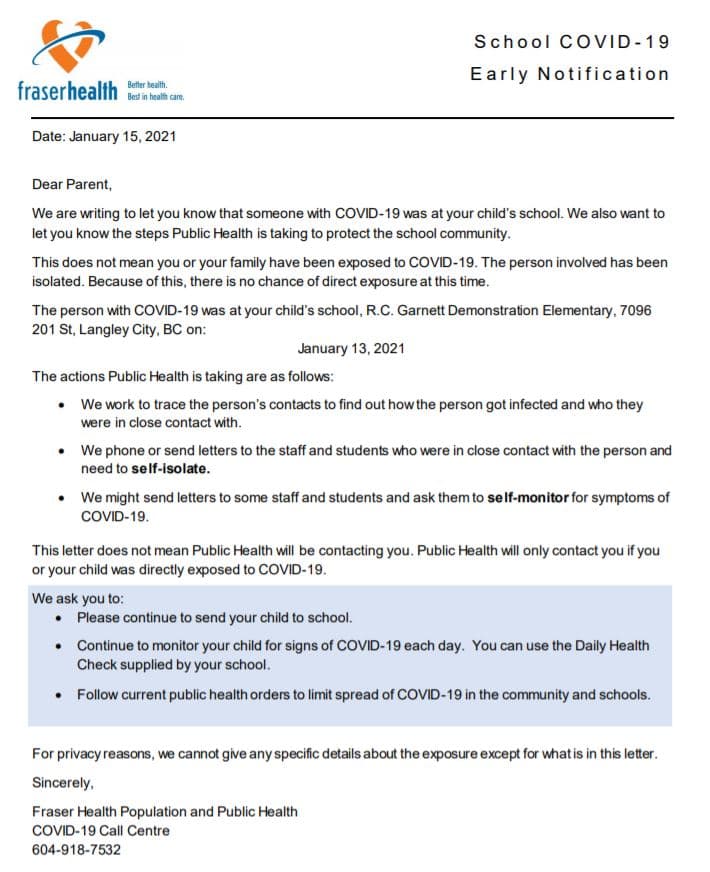 School COVID-19
Early Notification
fraserhealth
Better health.
Best in health care.
Date: January 15, 2021
Dear Parent,
We are writing to let you know that someone with COVID-19 was at your child's school. We also want to
let you know the steps Public Health is taking to protect the school community.
This does not mean you or your family have been exposed to COVID-19. The person involved has been
isolated. Because of this, there is no chance of direct exposure at this time.
The person with COVID-19 was at your child's school, R.C. Garnett Demonstration Elementary, 7096
201 St, Langley City, BC on:
January 13, 2021
The actions Public Health is taking are as follows:
• We work to trace the person's contacts to find out how the person got infected and who they
were in close contact with.
• We phone or send letters to the staff and students who were in close contact with the person and
need to self-isolate.
• We might send letters to some staff and students and ask them to self-monitor for symptoms of
COVID-19.
This letter does not mean Public Health will be contacting you. Public Health will only contact you if you
or your child was directly exposed to COVID-19.
We ask you to:
• Please continue to send your child to school.
• Continue to monitor your child for signs of COVID-19 each day. You can use the Daily Health
Check supplied by your school.
• Follow current public health orders to limit spread of COVID-19 in the community and schools.
For privacy reasons, we cannot give any specific details about the exposure except for what is in this letter.
Sincerely,
Fraser Health Population and Public Health
COVID-19 Call Centre
604-918-7532